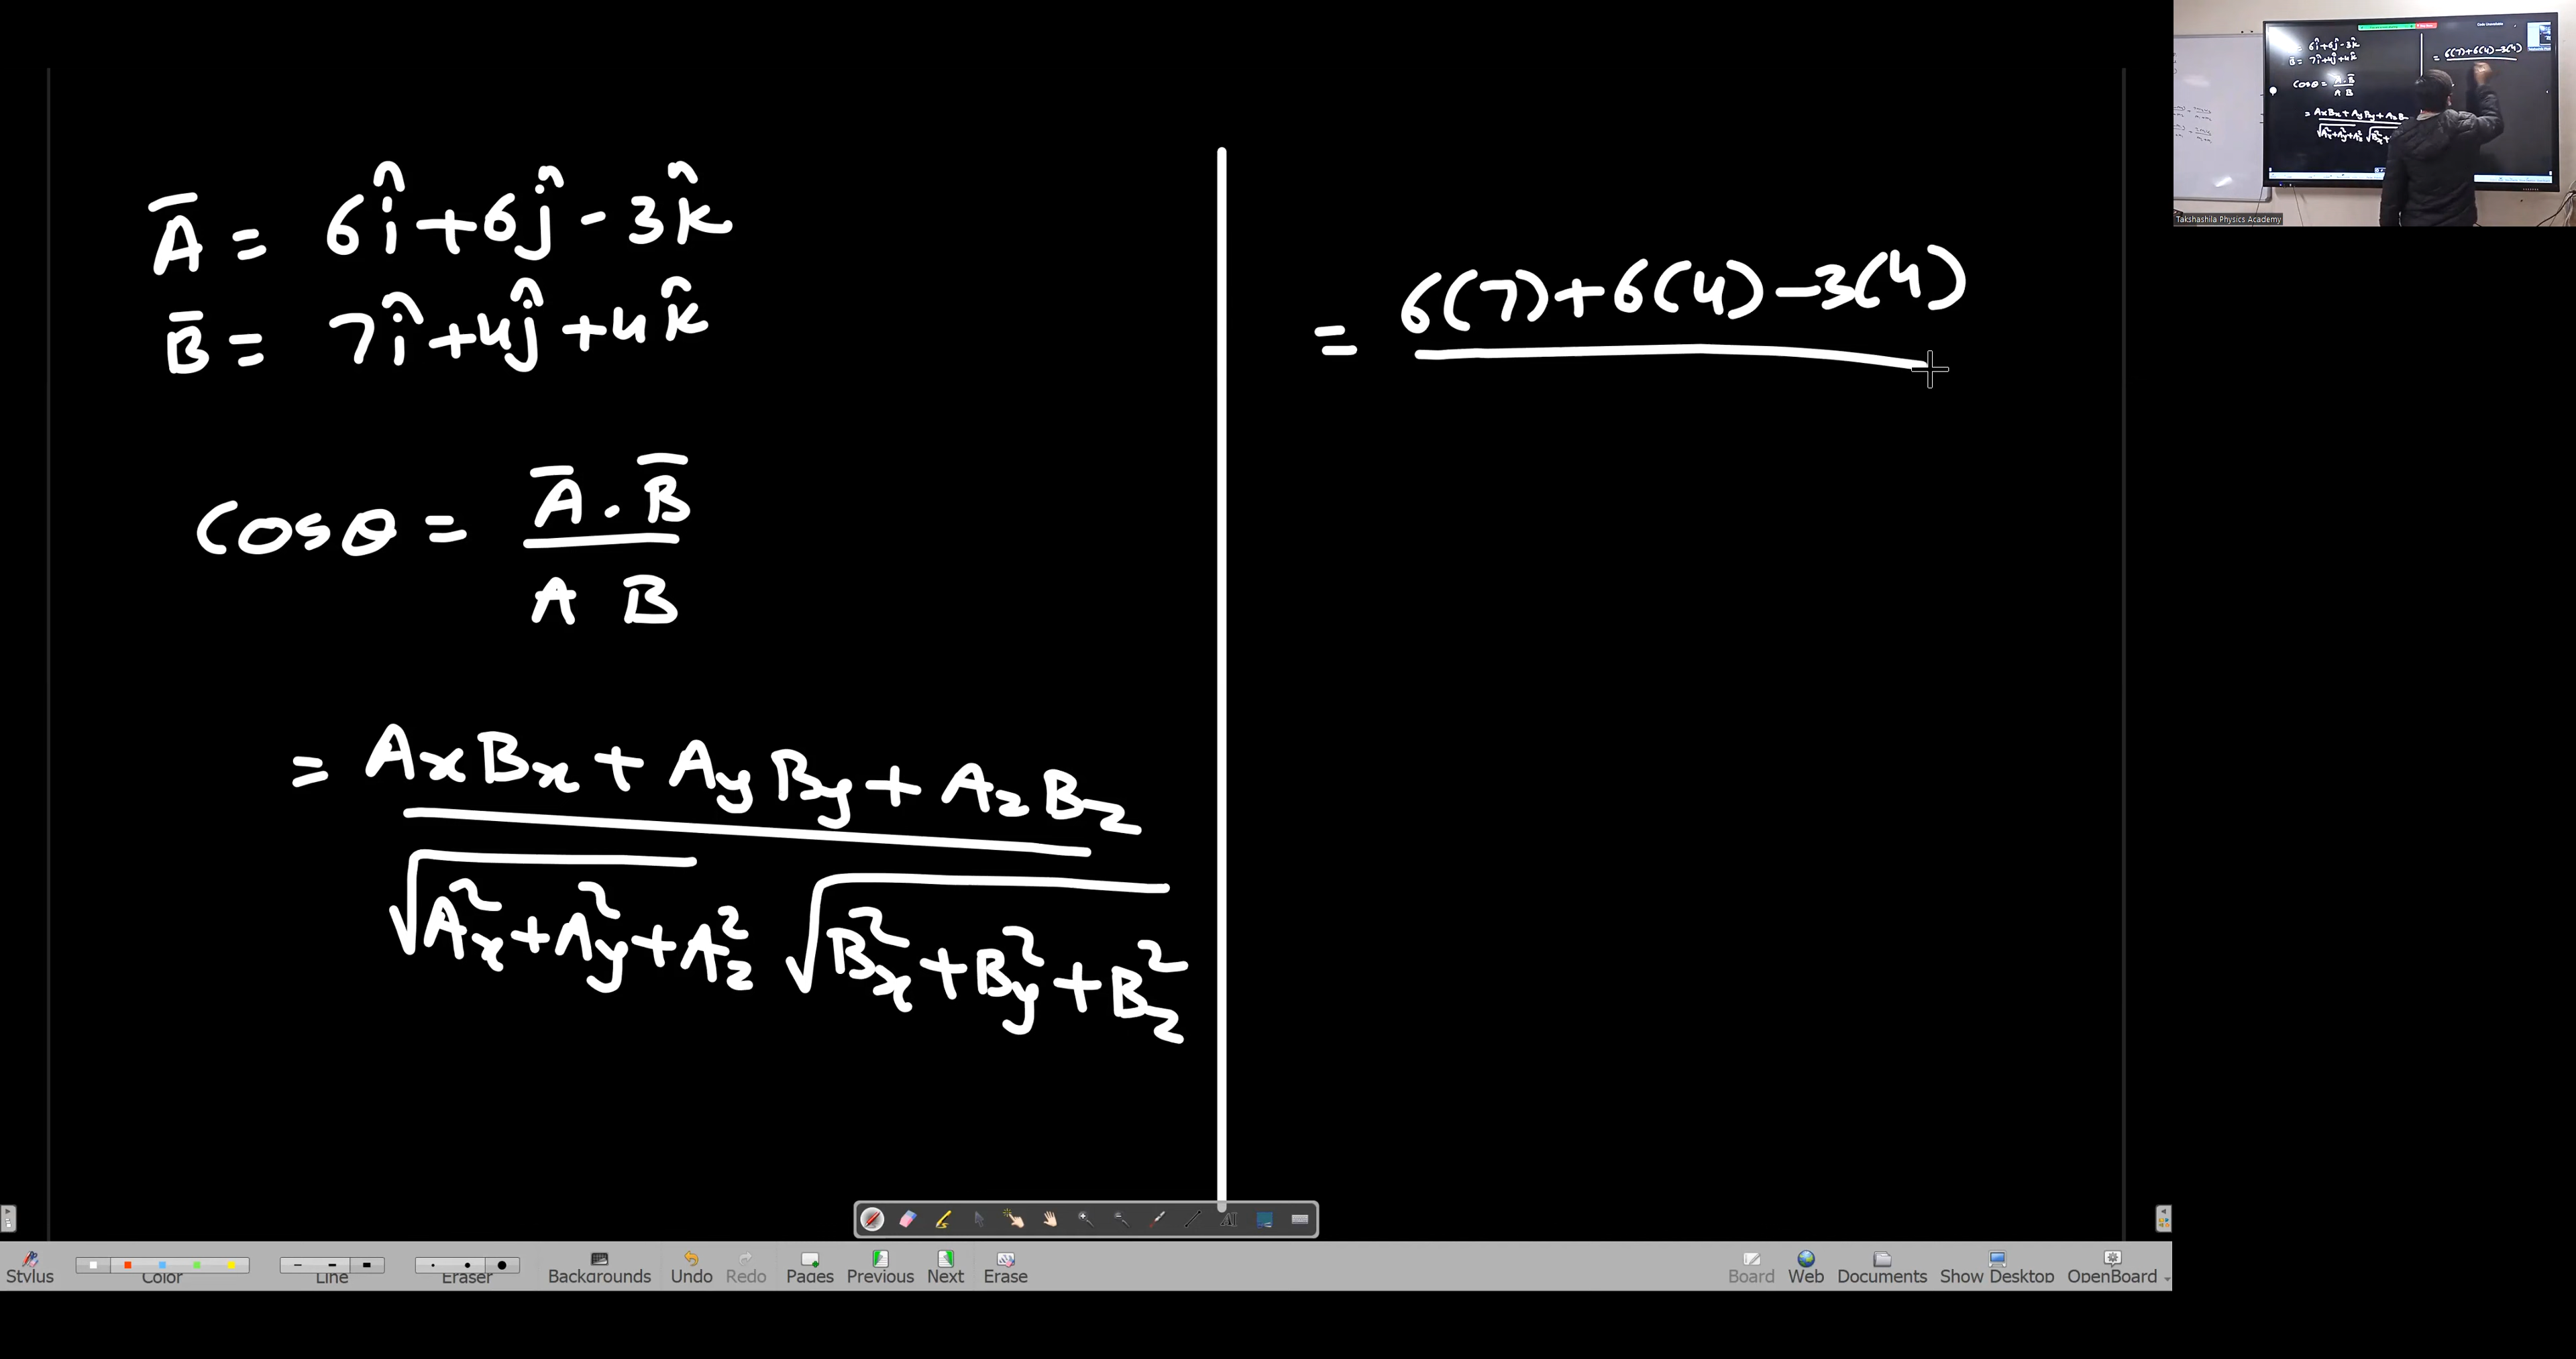 A̅ = 6î + 6ĵ - 3k̂
B̅ = 7î + 4ĵ + 4k̂
Cosθ = A̅ . B̅ / A B
= AxBx + AyBy + AzBz / √Ax² + Ay² + Az² √Bx² + By² + Bz²
= 6(7) + 6(4) - 3(4)
Takshashila Physics Academy
Stylus Color Line Eraser Backgrounds Undo Redo Pages Previous Next Erase Board Web Documents Show Desktop OpenBoard